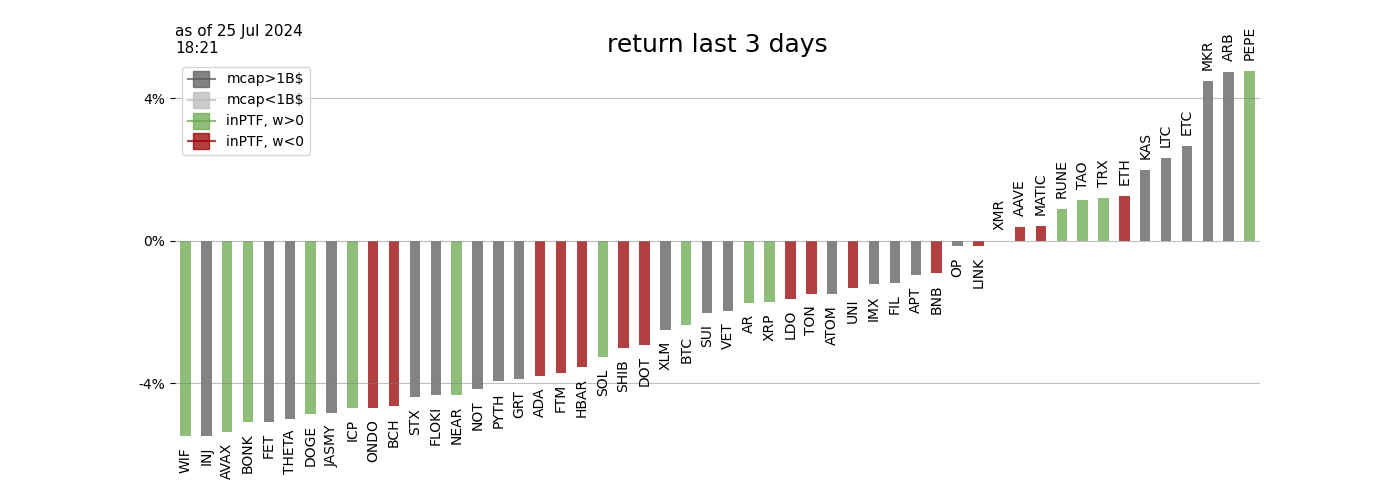 as of 25 Jul 2024
18:21
return last 3 days
mcap>1B$
mcap<1B$
inPTF, w>0
inPTF, w<0
4%
0%
-4%
WIF
INJ
AVAX
BONK
FET
THETA
DOGE
JASMY
ICP
ONDO
BCH
STX
FLOKI
NEAR
NOT
PYTH
GRT
ADA
FTM
HBAR
SOL
SHIB
DOT
XLM
BTC
SUI
VET
AR
XRP
LDO
TON
ATOM
UNI
IMX
FIL
APT
BNB
OP
LINK
XMR
AAVE
MATIC
RUNE
TAO
TRX
ETH
KAS
LTC
ETC
MKR
ARB
PEPE